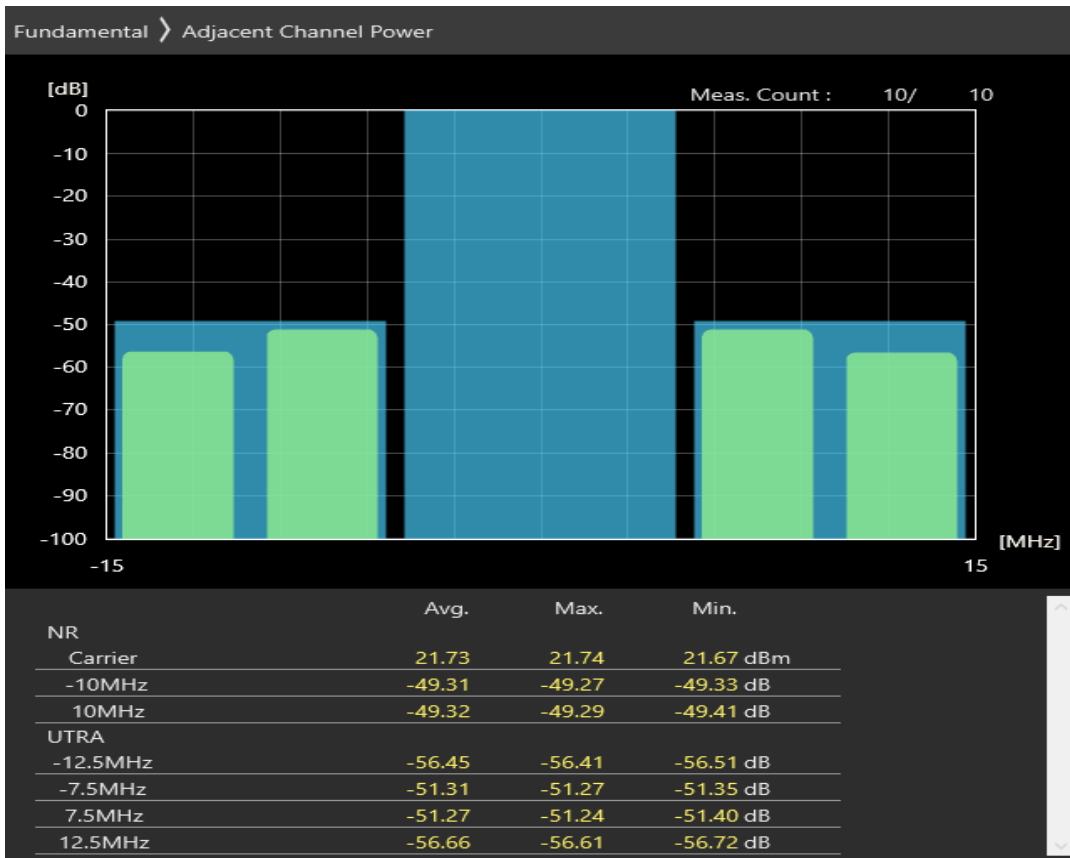 Fundamental 〉 Adjacent Channel Power
[dB]
Meas. Count : 10/ 10
0
-10
-20
-30
-40
-50
-60
-70
-80
-90
-100
[MHz]
-15 15
Avg. Max. Min.
NR
Carrier 21.73 21.74 21.67 dBm
-10MHz -49.31 -49.27 -49.33 dB
10MHz -49.32 -49.29 -49.41 dB
UTRA
-12.5MHz -56.45 -56.41 -56.51 dB
-7.5MHz -51.31 -51.27 -51.35 dB
7.5MHz -51.27 -51.24 -51.40 dB
12.5MHz -56.66 -56.61 -56.72 dB